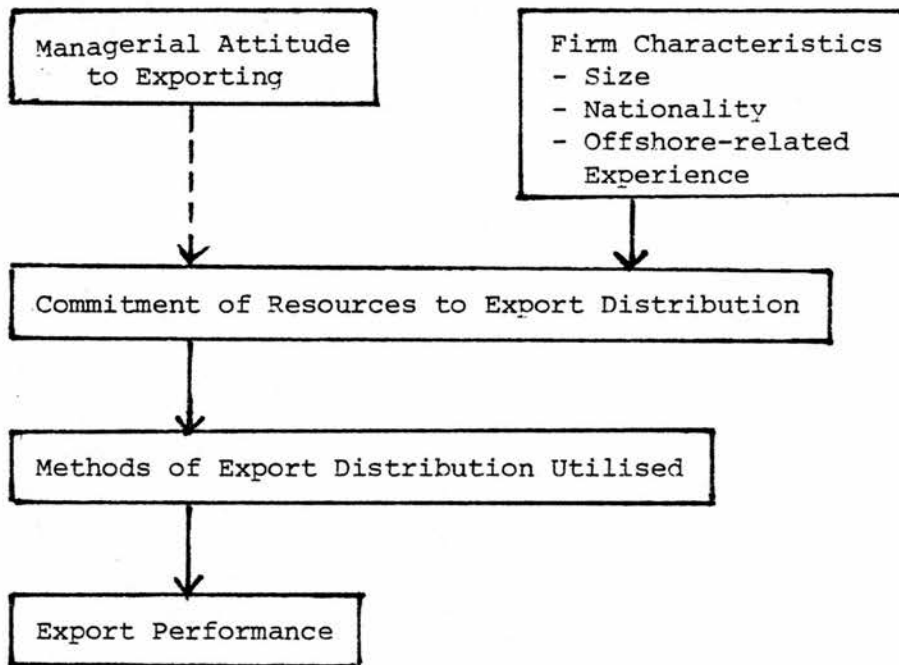 Managerial Attitude
to Exporting
Firm Characteristics
- Size
- Nationality
- Offshore-related
Experience
Commitment of Resources to Export Distribution
Methods of Export Distribution Utilised
Export Performance